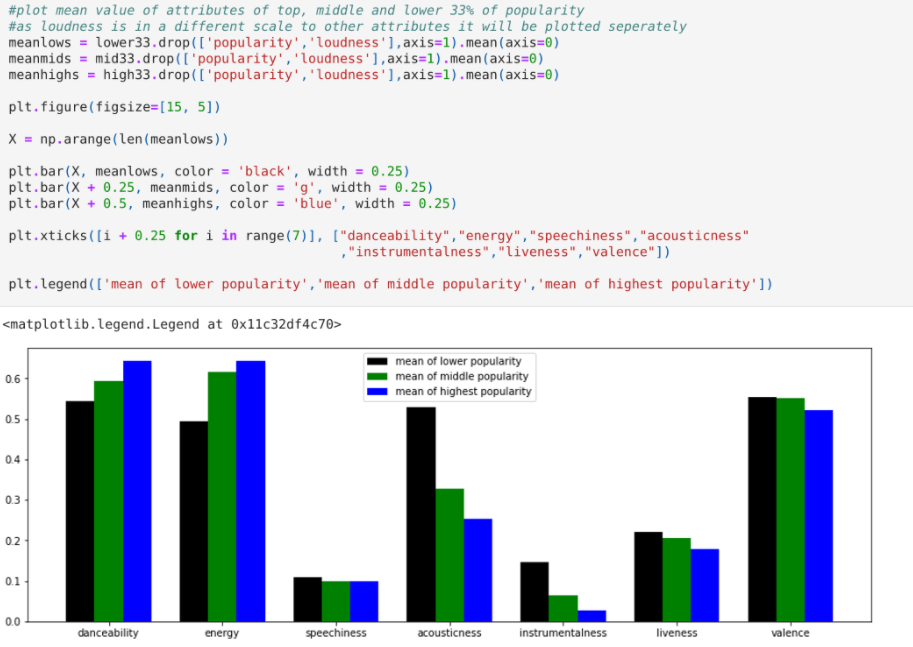 #plot mean value of attributes of top, middle and lower 33% of popularity
#as loudness is in a different scale to other attributes it will be plotted seperately
meanlows = lower33.drop(['popularity','loudness'],axis=1).mean(axis=0)
meanmids = mid33.drop(['popularity','loudness'],axis=1).mean(axis=0)
meanhighs = high33.drop(['popularity','loudness'],axis=1).mean(axis=0)
plt.figure(figsize=[15, 5])
X = np.arange(len(meanlows))
plt.bar(X, meanlows, color = 'black', width = 0.25)
plt.bar(X + 0.25, meanmids, color = 'g', width = 0.25)
plt.bar(X + 0.5, meanhighs, color = 'blue', width = 0.25)
plt.xticks([i + 0.25 for i in range(7)], ["danceability","energy","speechiness","acousticness"
,"instrumentalness","liveness","valence"])
plt.legend(['mean of lower popularity','mean of middle popularity','mean of highest popularity'])
<matplotlib.legend.Legend at 0x11c32df4c70>
mean of lower popularity
mean of middle popularity
mean of highest popularity
0.6
0.5
0.4
0.3
0.2
0.1
0.0
danceability energy speechiness acousticness instrumentalness liveness valence